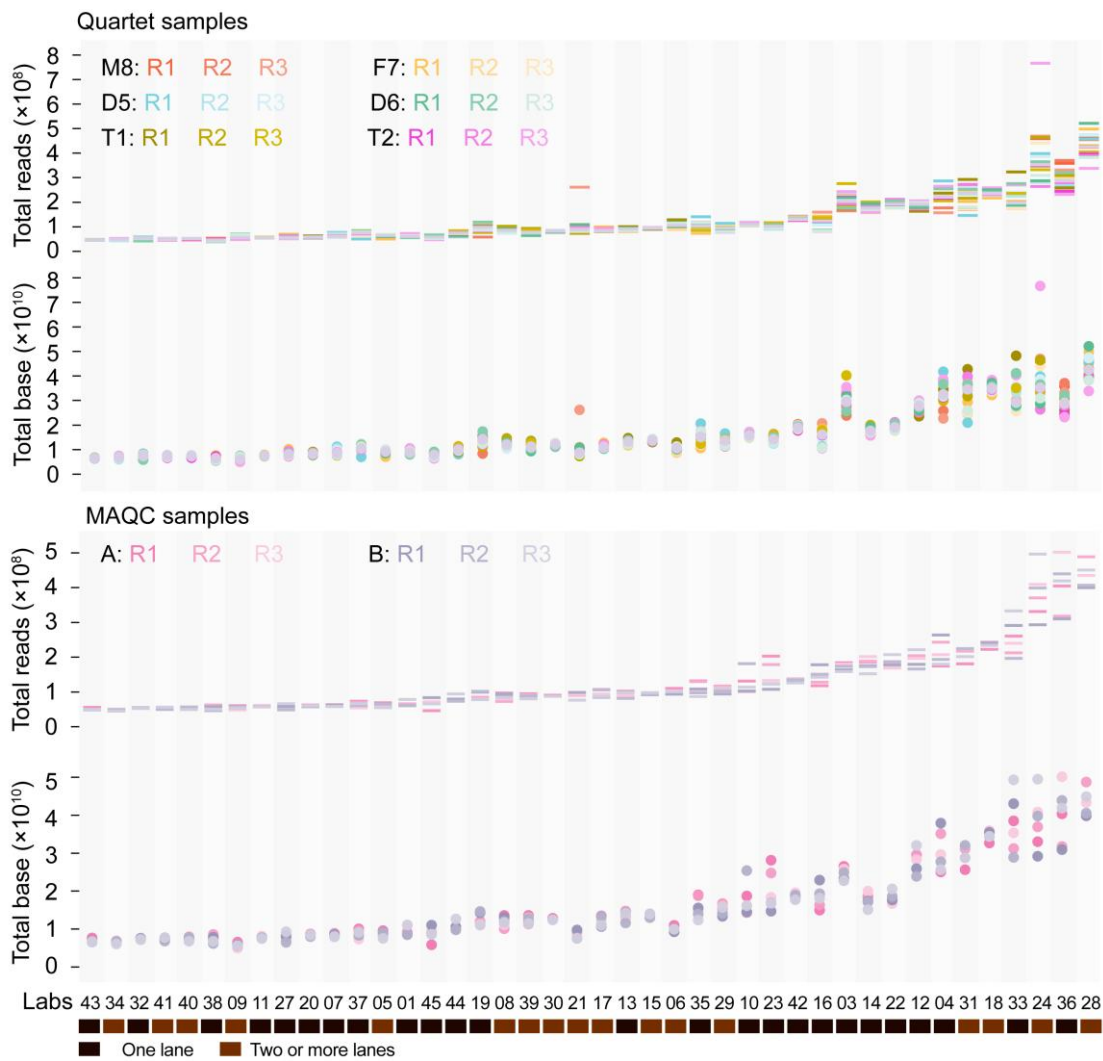 Quartet samples
Total reads (×10⁸)
8
7
6
5
4
3
2
1
0
M8: R1 R2 R3 F7: R1 R2 R3
D5: R1 R2 R3 D6: R1 R2 R3
T1: R1 R2 R3 T2: R1 R2 R3
Total base (×10¹⁰)
8
7
6
5
4
3
2
1
0
MAQC samples
Total reads (×10⁸)
5
4
3
2
1
0
A: R1 R2 R3 B: R1 R2 R3
Total base (×10¹⁰)
5
4
3
2
1
0
Labs 43 34 32 41 40 38 09 11 27 20 07 37 05 01 45 44 19 08 39 30 21 17 13 15 06 35 29 10 23 42 16 03 14 22 12 04 31 18 33 24 36 28
One lane Two or more lanes